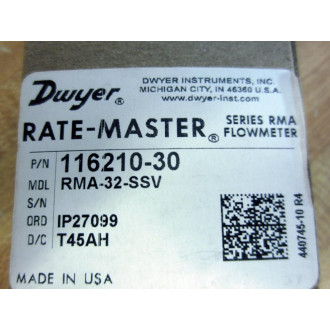 Dwyer®
DWYER INSTRUMENTS, INC.
MICHIGAN CITY, IN 46360 U.S.A.
www.dwyer-inst.com
RATE-MASTER® SERIES RMA FLOWMETER
P/N 116210-30
MDL RMA-32-SSV
S/N
ORD IP27099
D/C T45AH
MADE IN USA
440745-10 R4